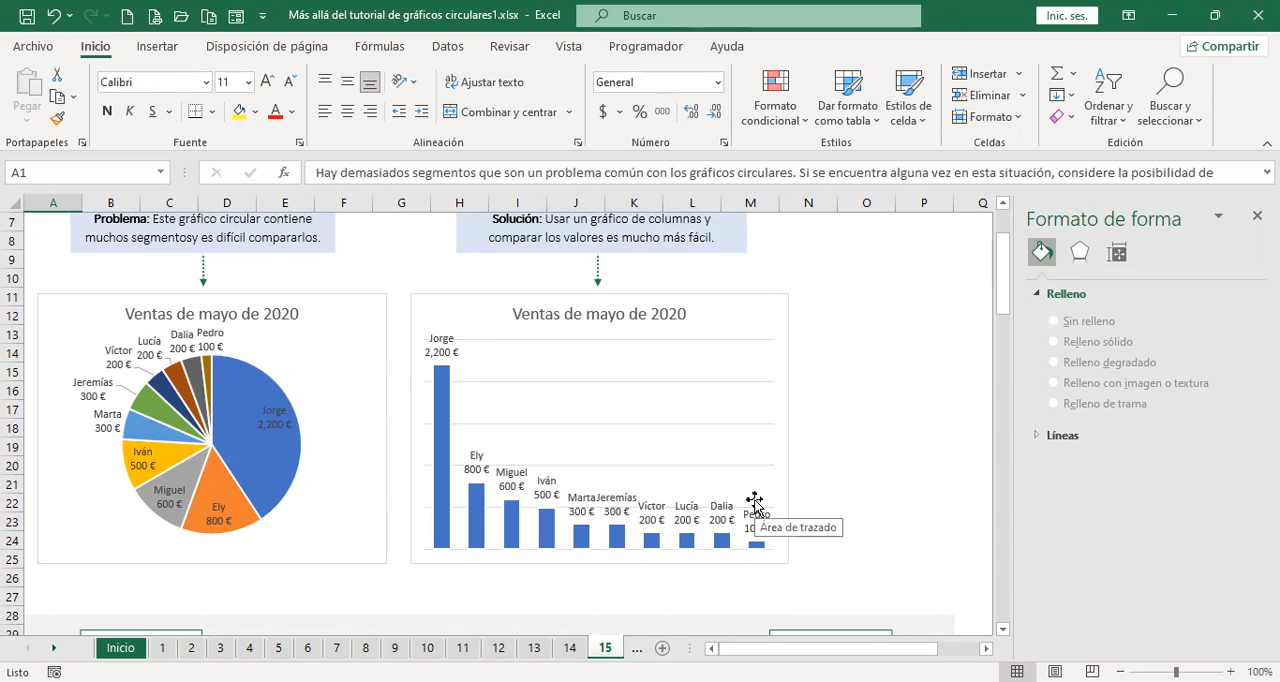 Más allá del tutorial de gráficos circulares1.xlsx - Excel
Buscar
Inic. ses.
Archivo Inicio Insertar Disposición de página Fórmulas Datos Revisar Vista Programador Ayuda
Compartir
Pegar
Calibri 11
N K S
Ajustar texto
Combinar y centrar
General
$ % 000
Formato condicional
Dar formato como tabla
Estilos de celda
Insertar
Eliminar
Formato
Ordenar y filtrar
Buscar y seleccionar
Portapapeles Fuente Alineación Número Estilos Celdas Edición
A1
fx
Hay demasiados segmentos que son un problema común con los gráficos circulares. Si se encuentra alguna vez en esta situación, considere la posibilidad de
A B C D E F G H I J K L M N O P Q
7
8
9
10
11
12
13
14
15
16
17
18
19
20
21
22
23
24
25
26
27
28
29
Problema: Este gráfico circular contiene
muchos segmentosy es difícil compararlos.
Solución: Usar un gráfico de columnas y
comparar los valores es mucho más fácil.
Ventas de mayo de 2020
Jorge
2,200 €
Ely
800 €
Miguel
600 €
Iván
500 €
Marta
300 €
Jeremías
300 €
Víctor
200 €
Lucía
200 €
Dalia
200 €
Pedro
100 €
Ventas de mayo de 2020
Jorge
2,200 €
Ely
800 €
Miguel
600 €
Iván
500 €
Marta
300 €
Jeremías
300 €
Víctor
200 €
Lucía
200 €
Dalia
200 €
Área de trazado
Formato de forma
Relleno
Sin relleno
Relleno sólido
Relleno degradado
Relleno con imagen o textura
Relleno de trama
Líneas
Inicio 1 2 3 4 5 6 7 8 9 10 11 12 13 14 15 ...
Listo
100%